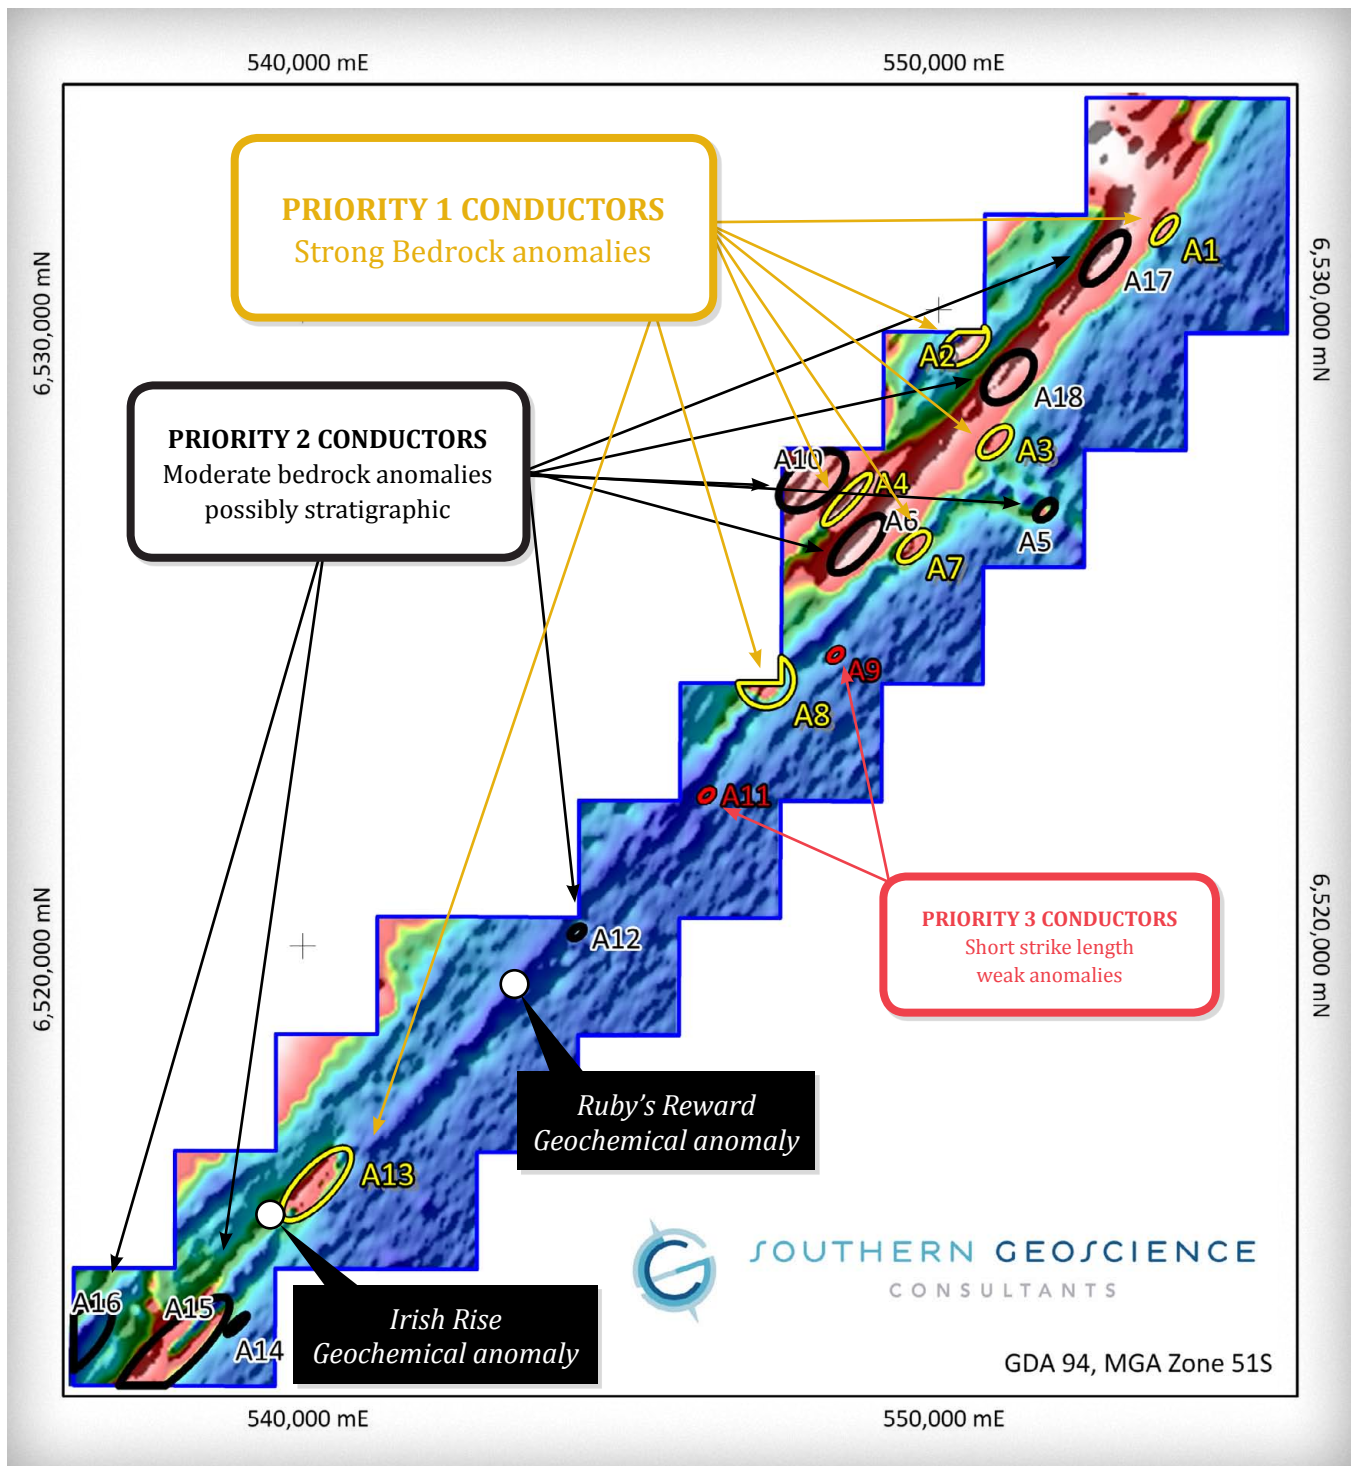 540,000 mE
550,000 mE
6,530,000 mN
6,530,000 mN
PRIORITY 1 CONDUCTORS
Strong Bedrock anomalies
A1
A17
A2
A18
PRIORITY 2 CONDUCTORS
Moderate bedrock anomalies
possibly stratigraphic
A3
A10
A4
A6
A5
A7
A9
A8
A11
PRIORITY 3 CONDUCTORS
Short strike length
weak anomalies
6,520,000 mN
6,520,000 mN
A12
Ruby’s Reward
Geochemical anomaly
A13
SOUTHERN GEOSCIENCE
CONSULTANTS
A16
A15
A14
Irish Rise
Geochemical anomaly
GDA 94, MGA Zone 51S
540,000 mE
550,000 mE